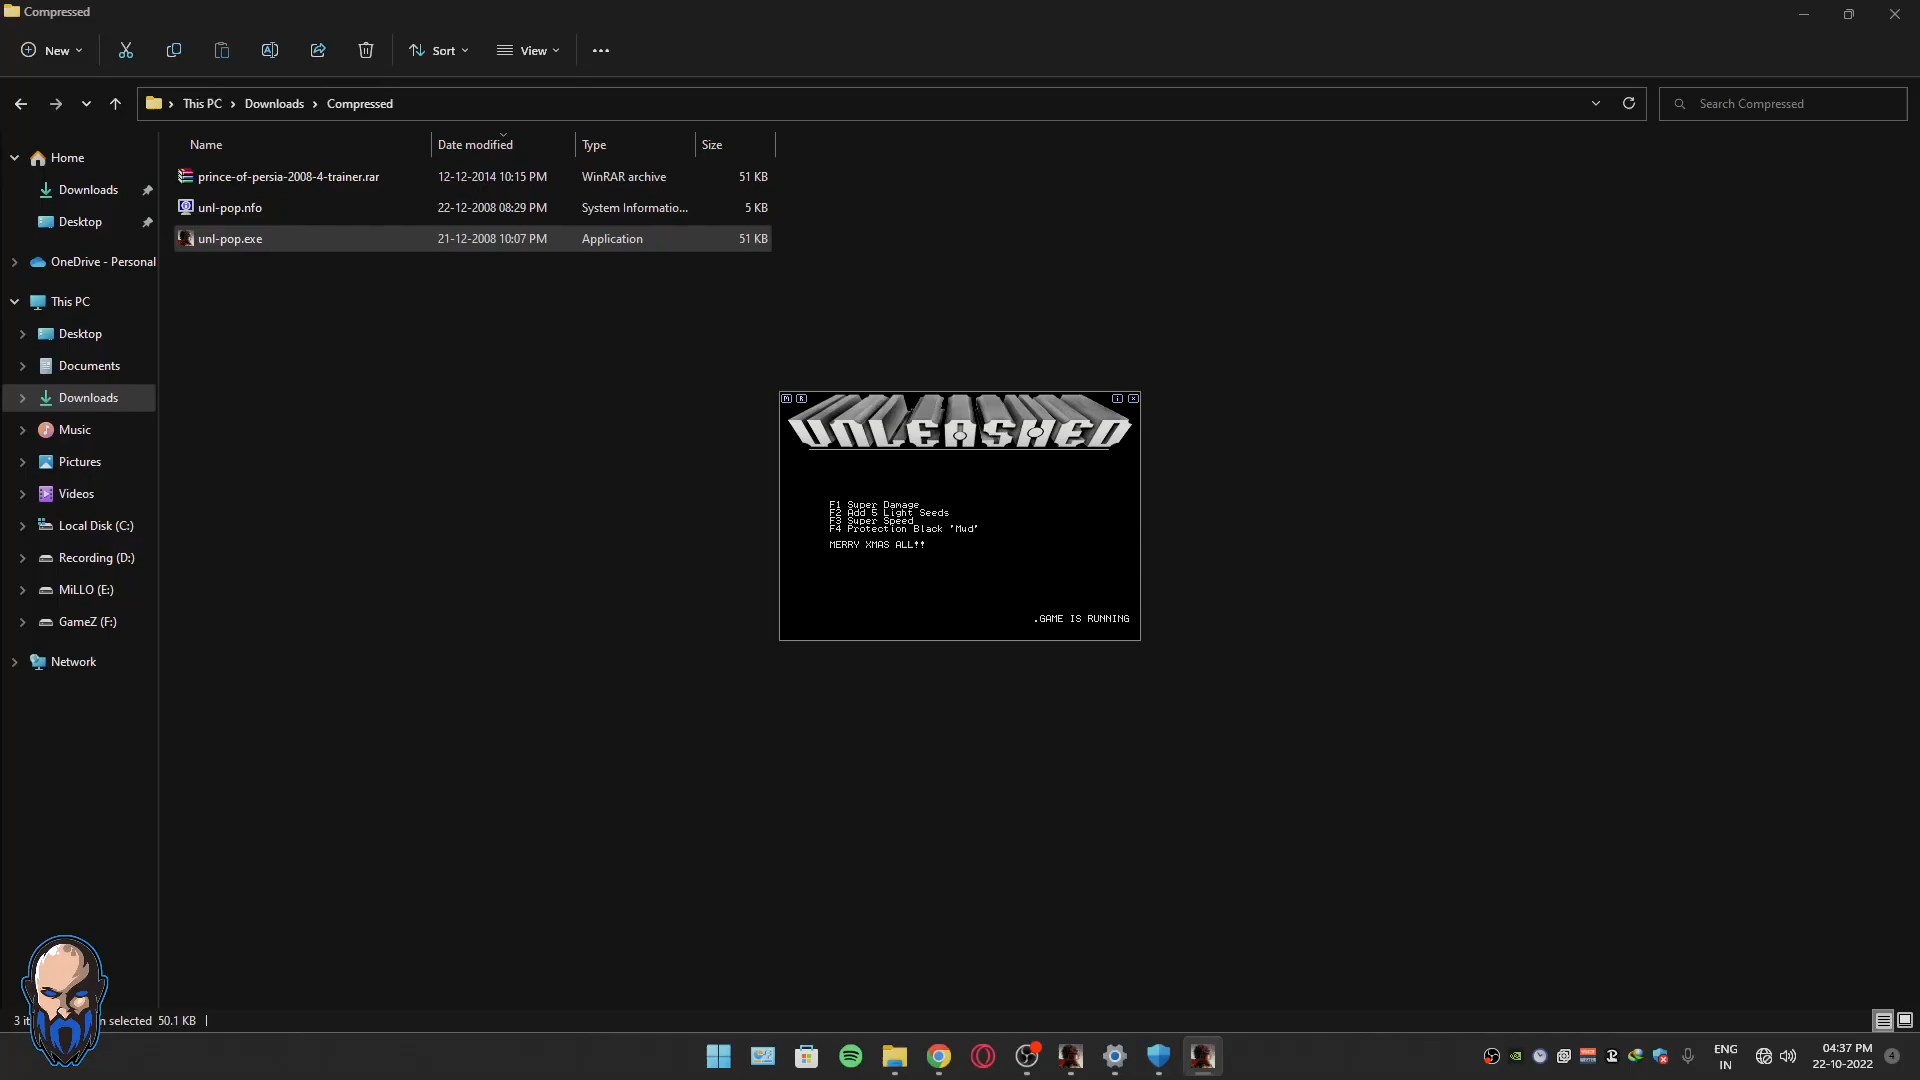 Compressed
New
Sort
View
This PC
Downloads
Compressed
Search Compressed
Name
Date modified
Type
Size
prince-of-persia-2008-4-trainer.rar
12-12-2014 10:15 PM
WinRAR archive
51 KB
unl-pop.nfo
22-12-2008 08:29 PM
System Informatio...
5 KB
unl-pop.exe
21-12-2008 10:07 PM
Application
51 KB
Home
Downloads
Desktop
OneDrive - Personal
This PC
Desktop
Documents
Downloads
Music
Pictures
Videos
Local Disk (C:)
Recording (D:)
MiLLO (E:)
GameZ (F:)
Network
M R
i x
UNLEASHED
F1 Super Damage
F2 Add 5 Light Seeds
F3 Super Speed
F4 Protection Black 'Mud'
MERRY XMAS ALL!!
.GAME IS RUNNING
3
selected 50.1 KB
ENG
IN
04:37 PM
22-10-2022
4